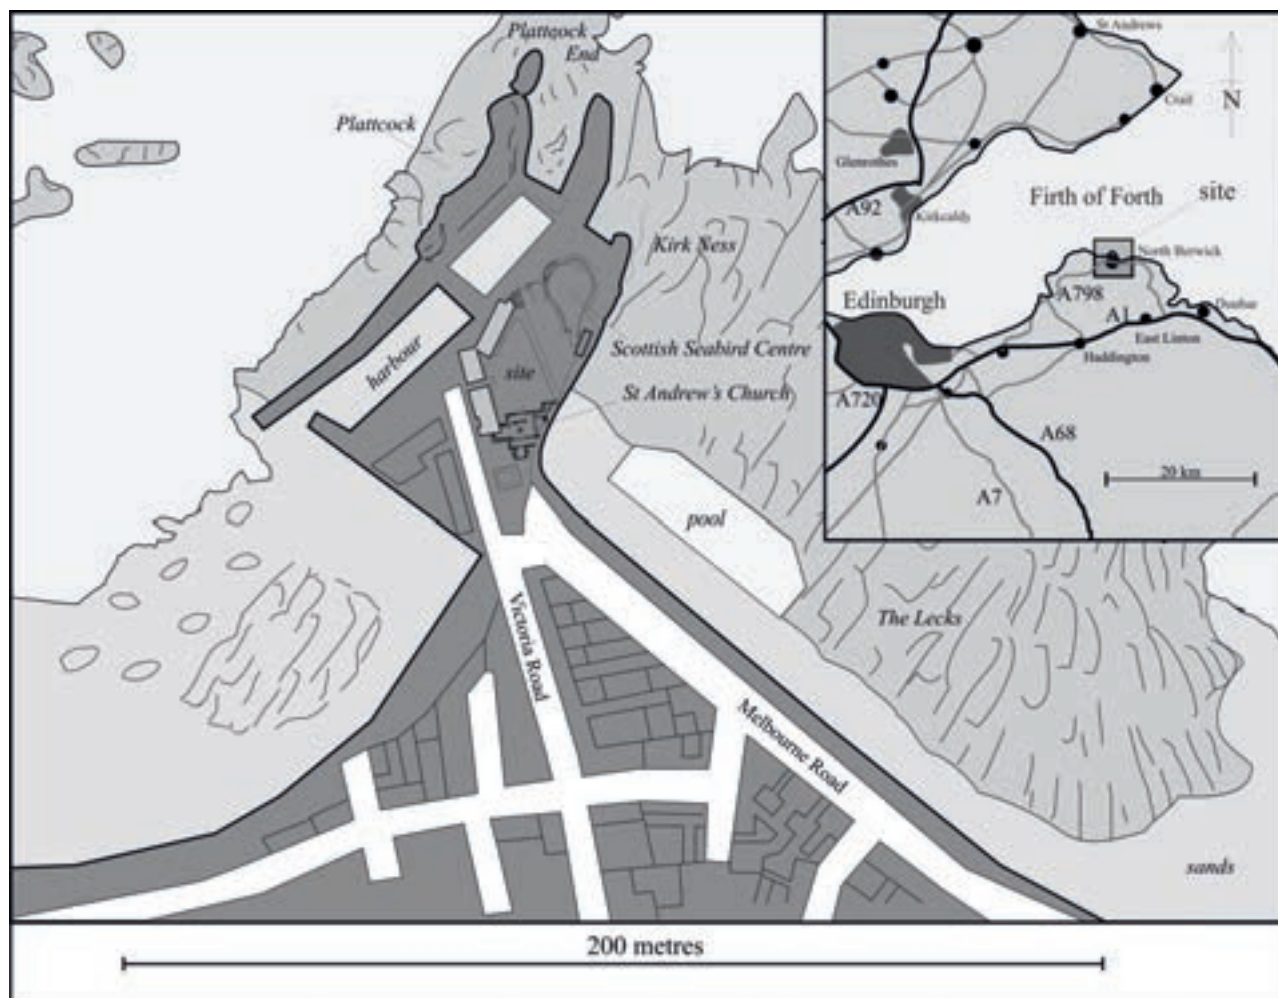 Plattcock
End
Plattcock
Kirk Ness
harbour
Scottish Seabird Centre
site
St Andrew's Church
pool
The Lecks
Victoria Road
Melbourne Road
sands
200 metres
St Andrews
N
Crail
Glenrothes
Firth of Forth
site
A92
Kirkcaldy
North Berwick
Edinburgh
A798
Dunbar
A1
East Linton
Haddington
A720
A68
20 km
A7